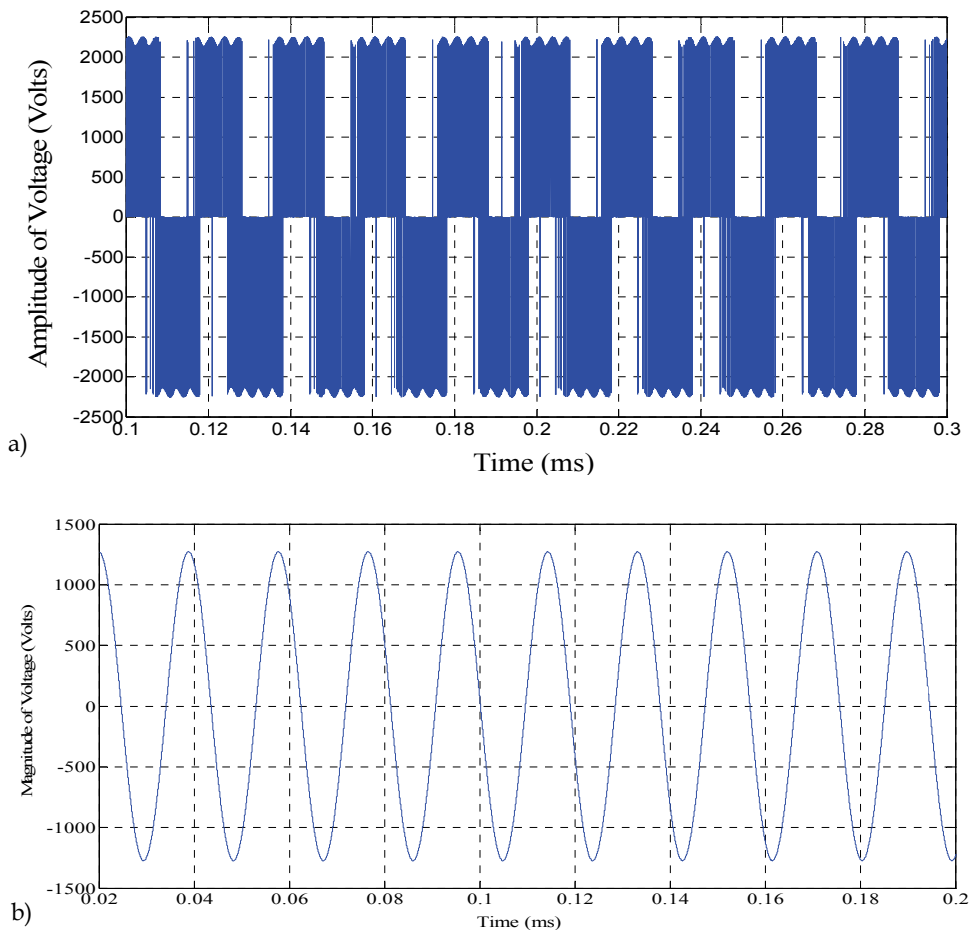 2500
2000
1500
1000
500
0
-500
-1000
-1500
-2000
-2500
Amplitude of Voltage (Volts)
0.1 0.12 0.14 0.16 0.18 0.2 0.22 0.24 0.26 0.28 0.3
a)
Time (ms)
1500
1000
500
0
-500
-1000
-1500
Magnitude of Voltage (Volts)
0.02 0.04 0.06 0.08 0.1 0.12 0.14 0.16 0.18 0.2
b)
Time (ms)